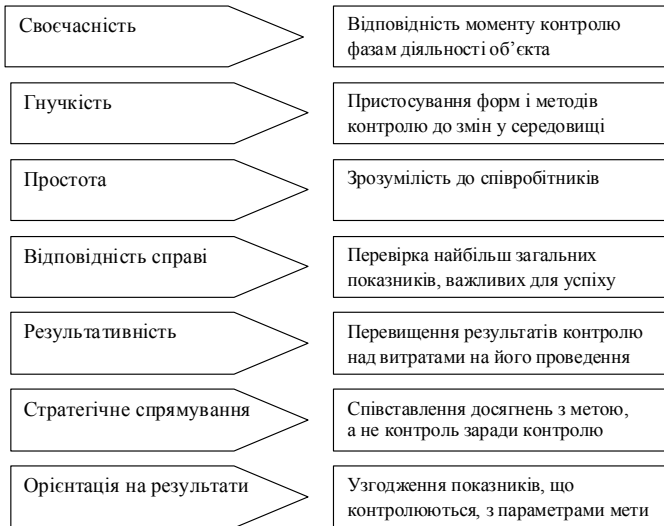 Своєчасність
Відповідність моменту контролю
фазам діяльності об’єкта
Гнучкість
Пристосування форм і методів
контролю до змін у середовищі
Простота
Зрозумілість до співробітників
Відповідність справі
Перевірка найбільш загальних
показників, важливих для успіху
Результативність
Перевищення результатів контролю
над витратами на його проведення
Стратегічне спрямування
Співставлення досягнень з метою,
а не контроль заради контролю
Орієнтація на результати
Узгодження показників, що
контролюються, з параметрами мети